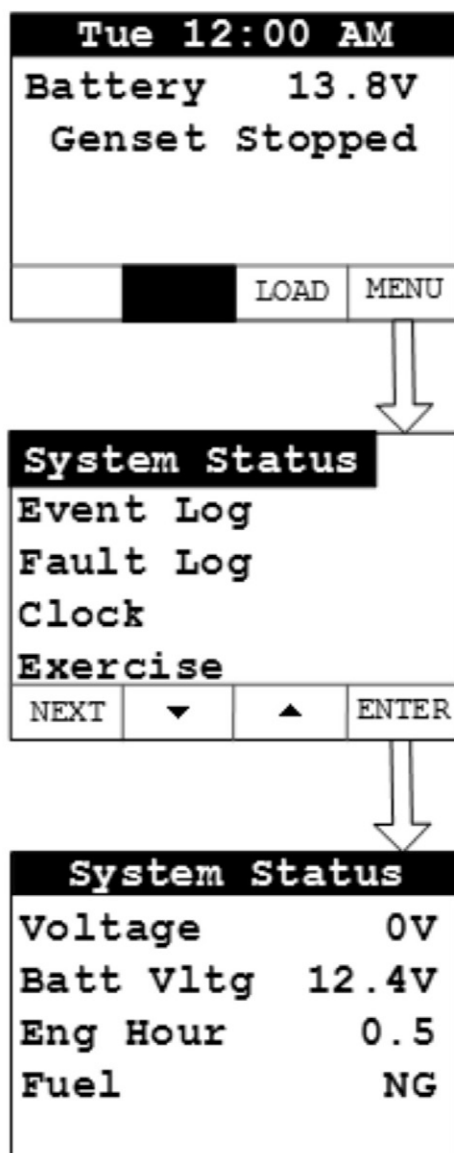 Tue 12:00 AM
Battery 13.8V
Genset Stopped
LOAD MENU
System Status
Event Log
Fault Log
Clock
Exercise
NEXT ▼ ▲ ENTER
System Status
Voltage 0V
Batt Vltg 12.4V
Eng Hour 0.5
Fuel NG